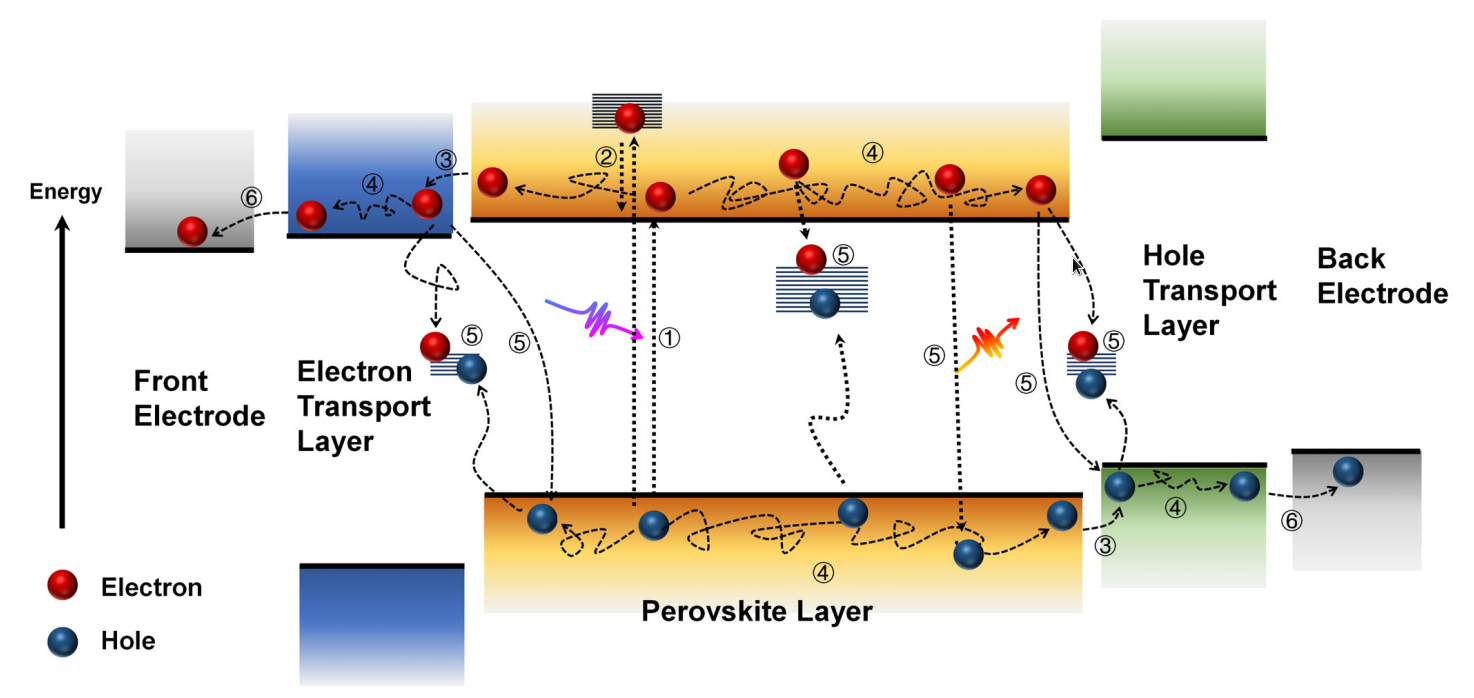 ②
④
③
④
⑥
Energy
⑤
Hole
Transport
Layer
Back
Electrode
①
⑤
⑤
⑤
⑤
⑤
Front
Electrode
Electron
Transport
Layer
④
⑥
③
④
Electron
Perovskite Layer
Hole